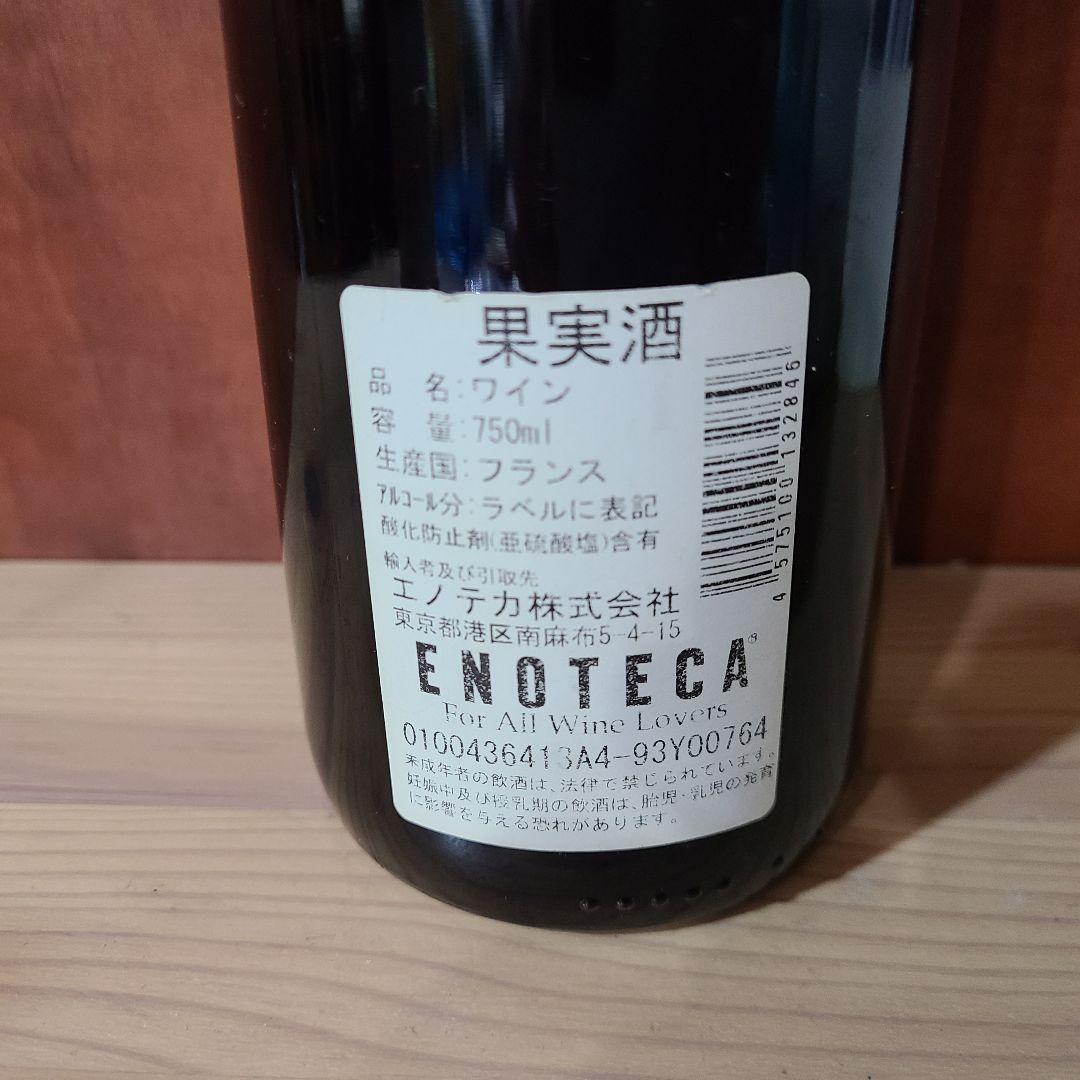 果実酒
品 名:ワイン
容 量:750ml
生産国:フランス
アルコール分:ラベルに表記
酸化防止剤(亜硫酸塩)含有
輸入者及び引取先
エノテカ株式会社
東京都港区南麻布5-4-15
ENOTECA®
For All Wine Lovers
0100436413A4-93Y00764
未成年者の飲酒は、法律で禁じられています。
妊娠中及び授乳期の飲酒は、胎児・乳児の発育
に影響を与える恐れがあります。
4 575100 132846